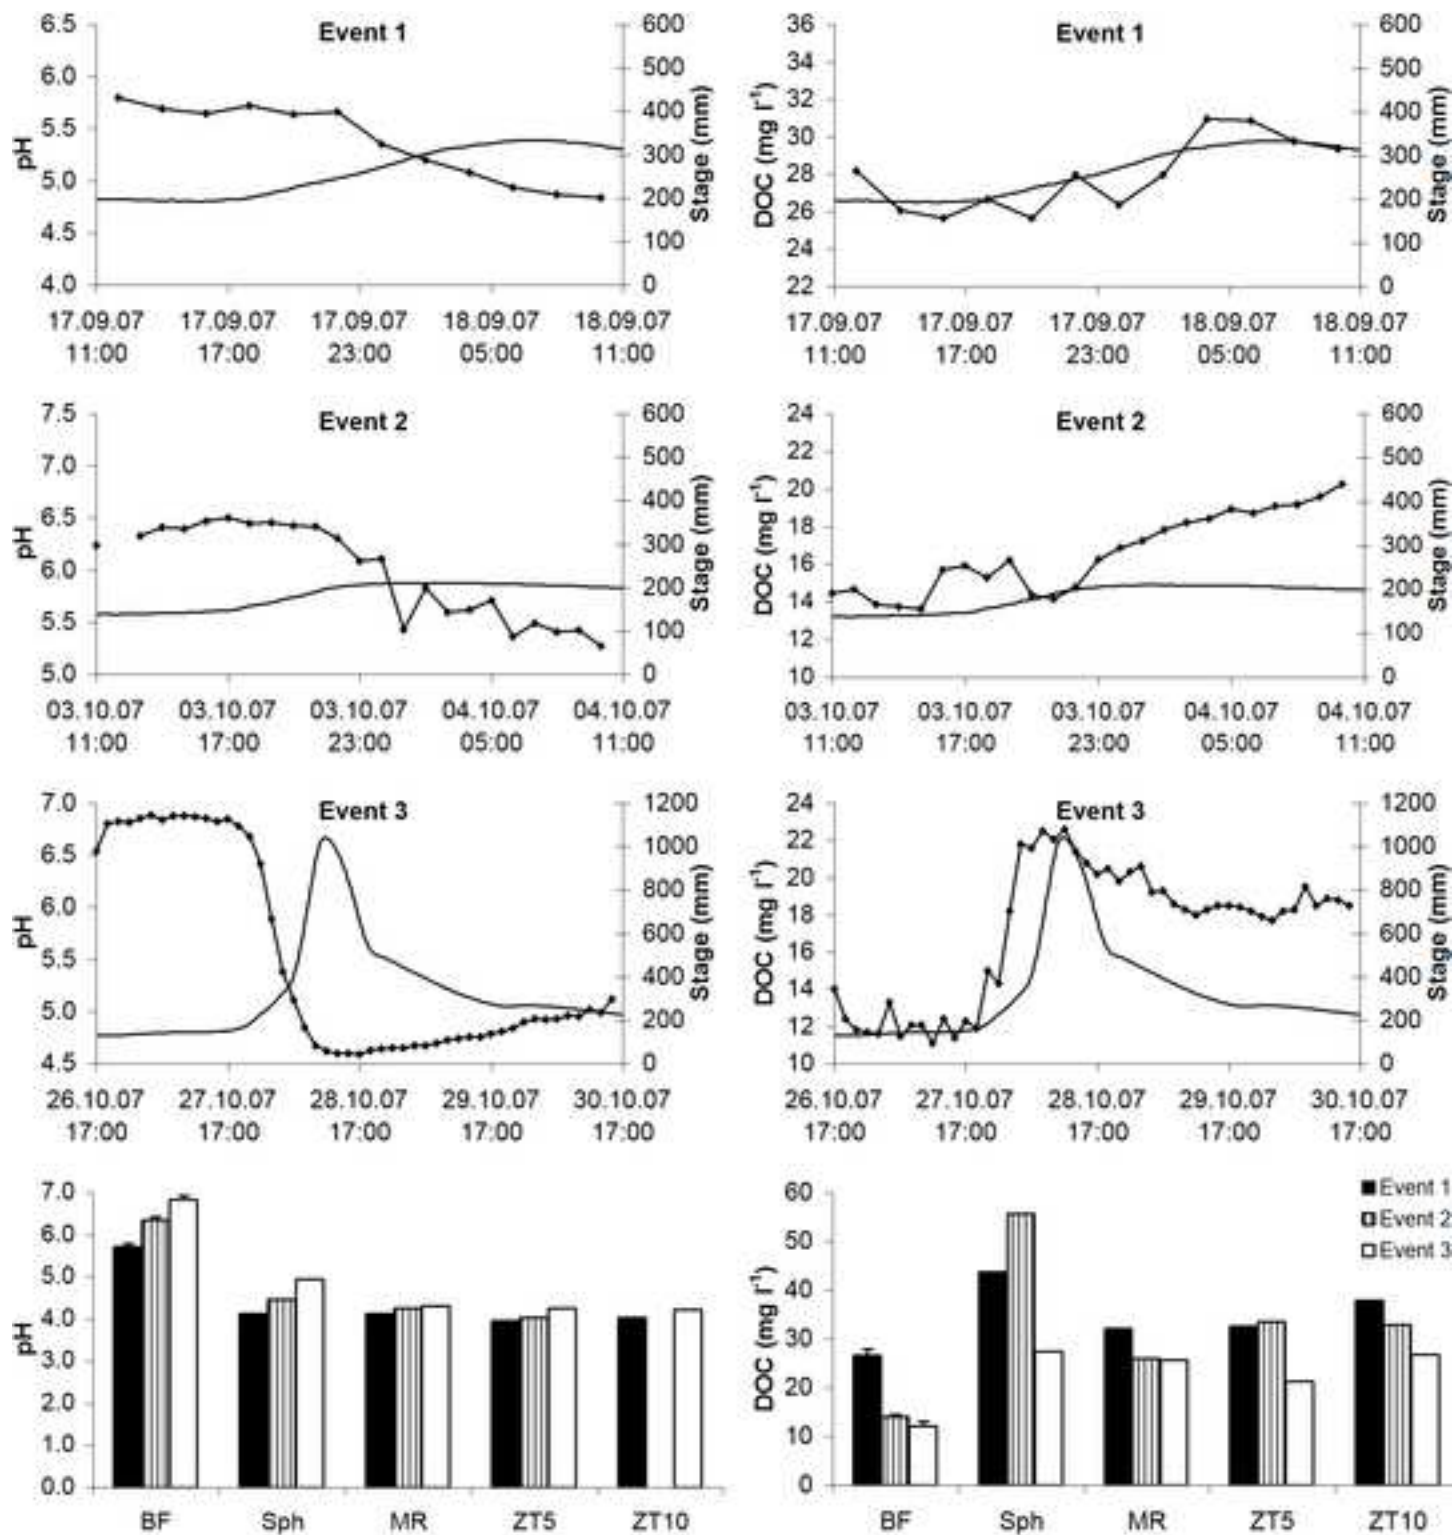 Event 1
pH
6.5
6.0
5.5
5.0
4.5
4.0
600
500
400
300
200
100
0
Stage (mm)
17.09.07 17.09.07 17.09.07 18.09.07 18.09.07
11:00 17:00 23:00 05:00 11:00
Event 1
DOC (mg l-1)
36
34
32
30
28
26
24
22
600
500
400
300
200
100
0
Stage (mm)
17.09.07 17.09.07 17.09.07 18.09.07 18.09.07
11:00 17:00 23:00 05:00 11:00
Event 2
pH
7.5
7.0
6.5
6.0
5.5
5.0
600
500
400
300
200
100
0
Stage (mm)
03.10.07 03.10.07 03.10.07 04.10.07 04.10.07
11:00 17:00 23:00 05:00 11:00
Event 2
DOC (mg l-1)
24
22
20
18
16
14
12
10
600
500
400
300
200
100
0
Stage (mm)
03.10.07 03.10.07 03.10.07 04.10.07 04.10.07
11:00 17:00 23:00 05:00 11:00
Event 3
pH
7.0
6.5
6.0
5.5
5.0
4.5
1200
1000
800
600
400
200
0
Stage (mm)
26.10.07 27.10.07 28.10.07 29.10.07 30.10.07
17:00 17:00 17:00 17:00 17:00
Event 3
DOC (mg l-1)
24
22
20
18
16
14
12
10
1200
1000
800
600
400
200
0
Stage (mm)
26.10.07 27.10.07 28.10.07 29.10.07 30.10.07
17:00 17:00 17:00 17:00 17:00
pH
7.0
6.0
5.0
4.0
3.0
2.0
1.0
0.0
BF Sph MR ZT5 ZT10
DOC (mg l-1)
60
50
40
30
20
10
0
Event 1
Event 2
Event 3
BF Sph MR ZT5 ZT10